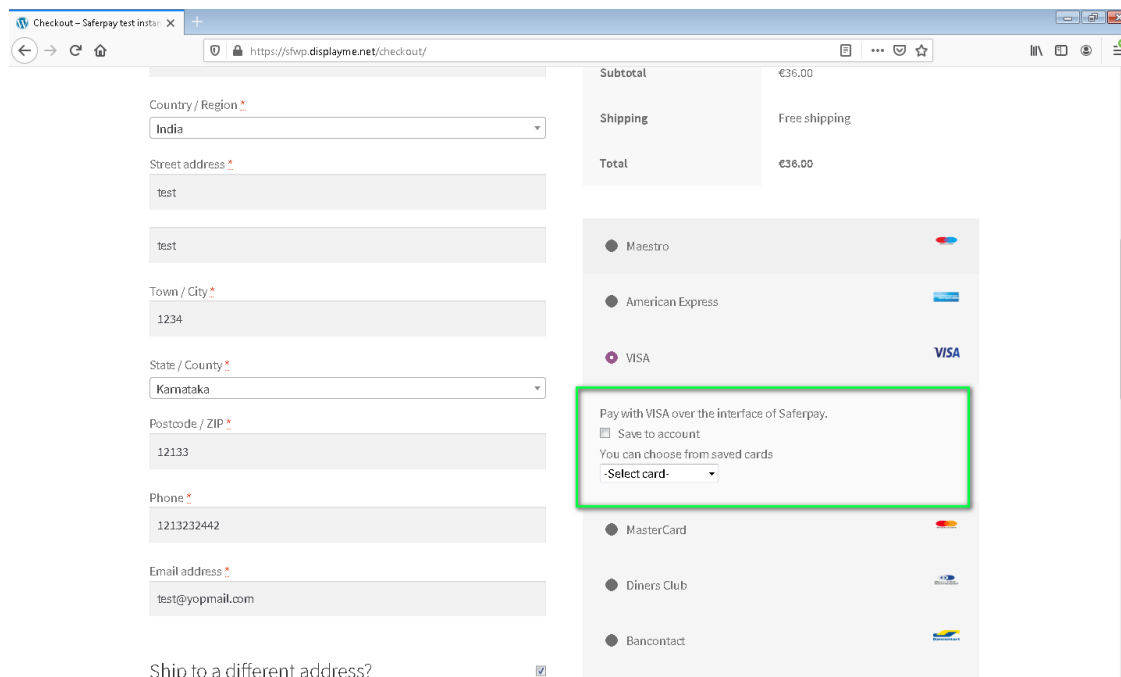 Checkout – Saferpay test instan
https://sfwp.displayme.net/checkout/
Country / Region *
India
Street address *
test
test
Town / City *
1234
State / County *
Karnataka
Postcode / ZIP *
12133
Phone *
1213232442
Email address *
test@yopmail.com
Ship to a different address?
Subtotal €36.00
Shipping Free shipping
Total €36.00
Maestro
American Express
VISA VISA
Pay with VISA over the interface of Saferpay.
Save to account
You can choose from saved cards
-Select card-
MasterCard
Diners Club
Bancontact Bancontact